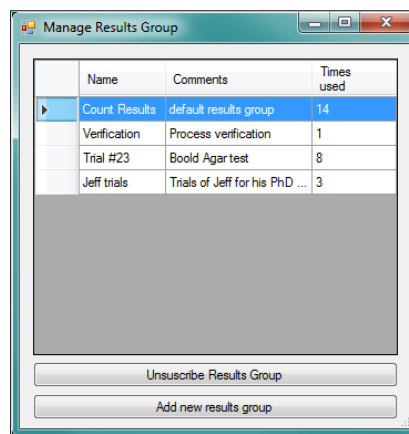 Manage Results Group
Name Comments Times used
Count Results default results group 14
Verification Process verification 1
Trial #23 Boold Agar test 8
Jeff trials Trials of Jeff for his PhD ... 3
Unsuscribe Results Group
Add new results group